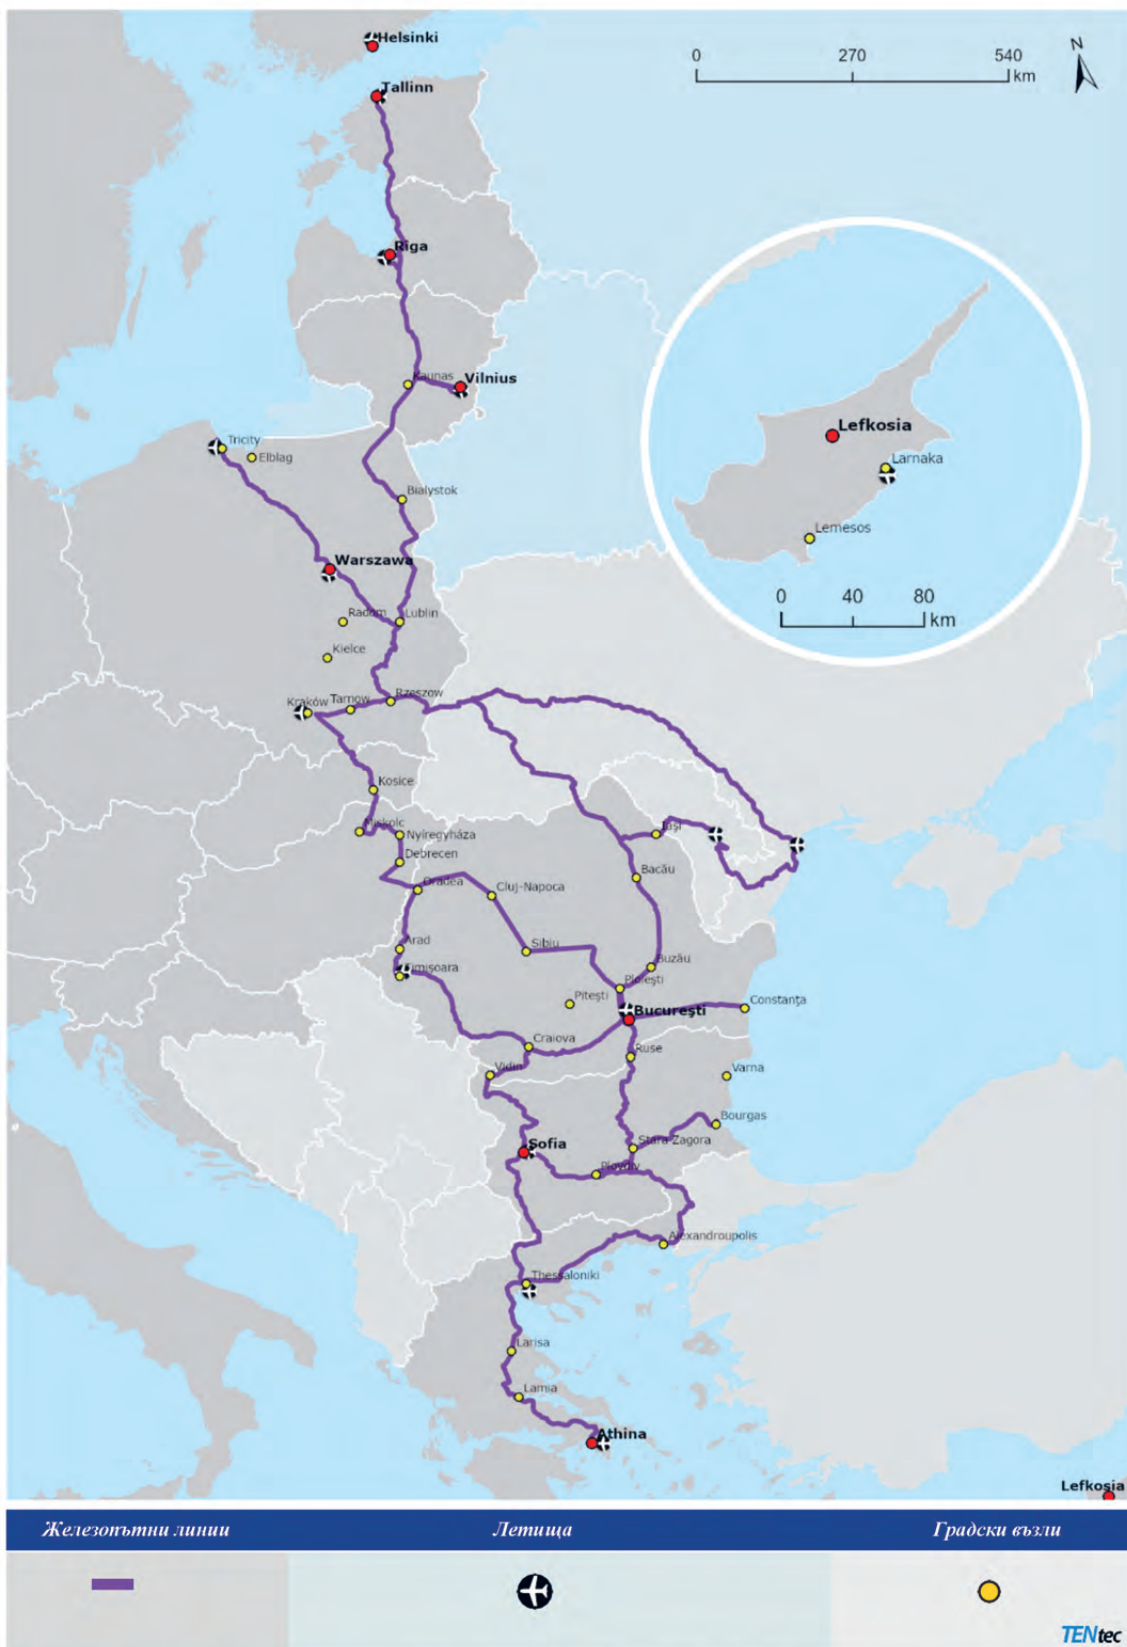 Helsinki
0 270 540
km
N
Tallinn
Riga
Kaunas
Vilnius
Tricity
Elblag
Bialystok
Lefkosia
Larnaka
Lemesos
0 40 80
km
Warszawa
Radom
Lublin
Kielce
Kraków
Tarnow
Rzeszow
Kosice
Miskolc
Nyíregyháza
Debrecen
Iaşi
Oradea
Cluj-Napoca
Bacău
Arad
Sibiu
Timişoara
Buzău
Ploieşti
Piteşti
Bucureşti
Constanţa
Craiova
Ruse
Vidin
Varna
Bourgas
Sofia
Stara Zagora
Plovdiv
Alexandroupolis
Thessaloniki
Larisa
Lamia
Athina
Lefkosia
Железопътни линии
Летища
Градски възли
TENtec